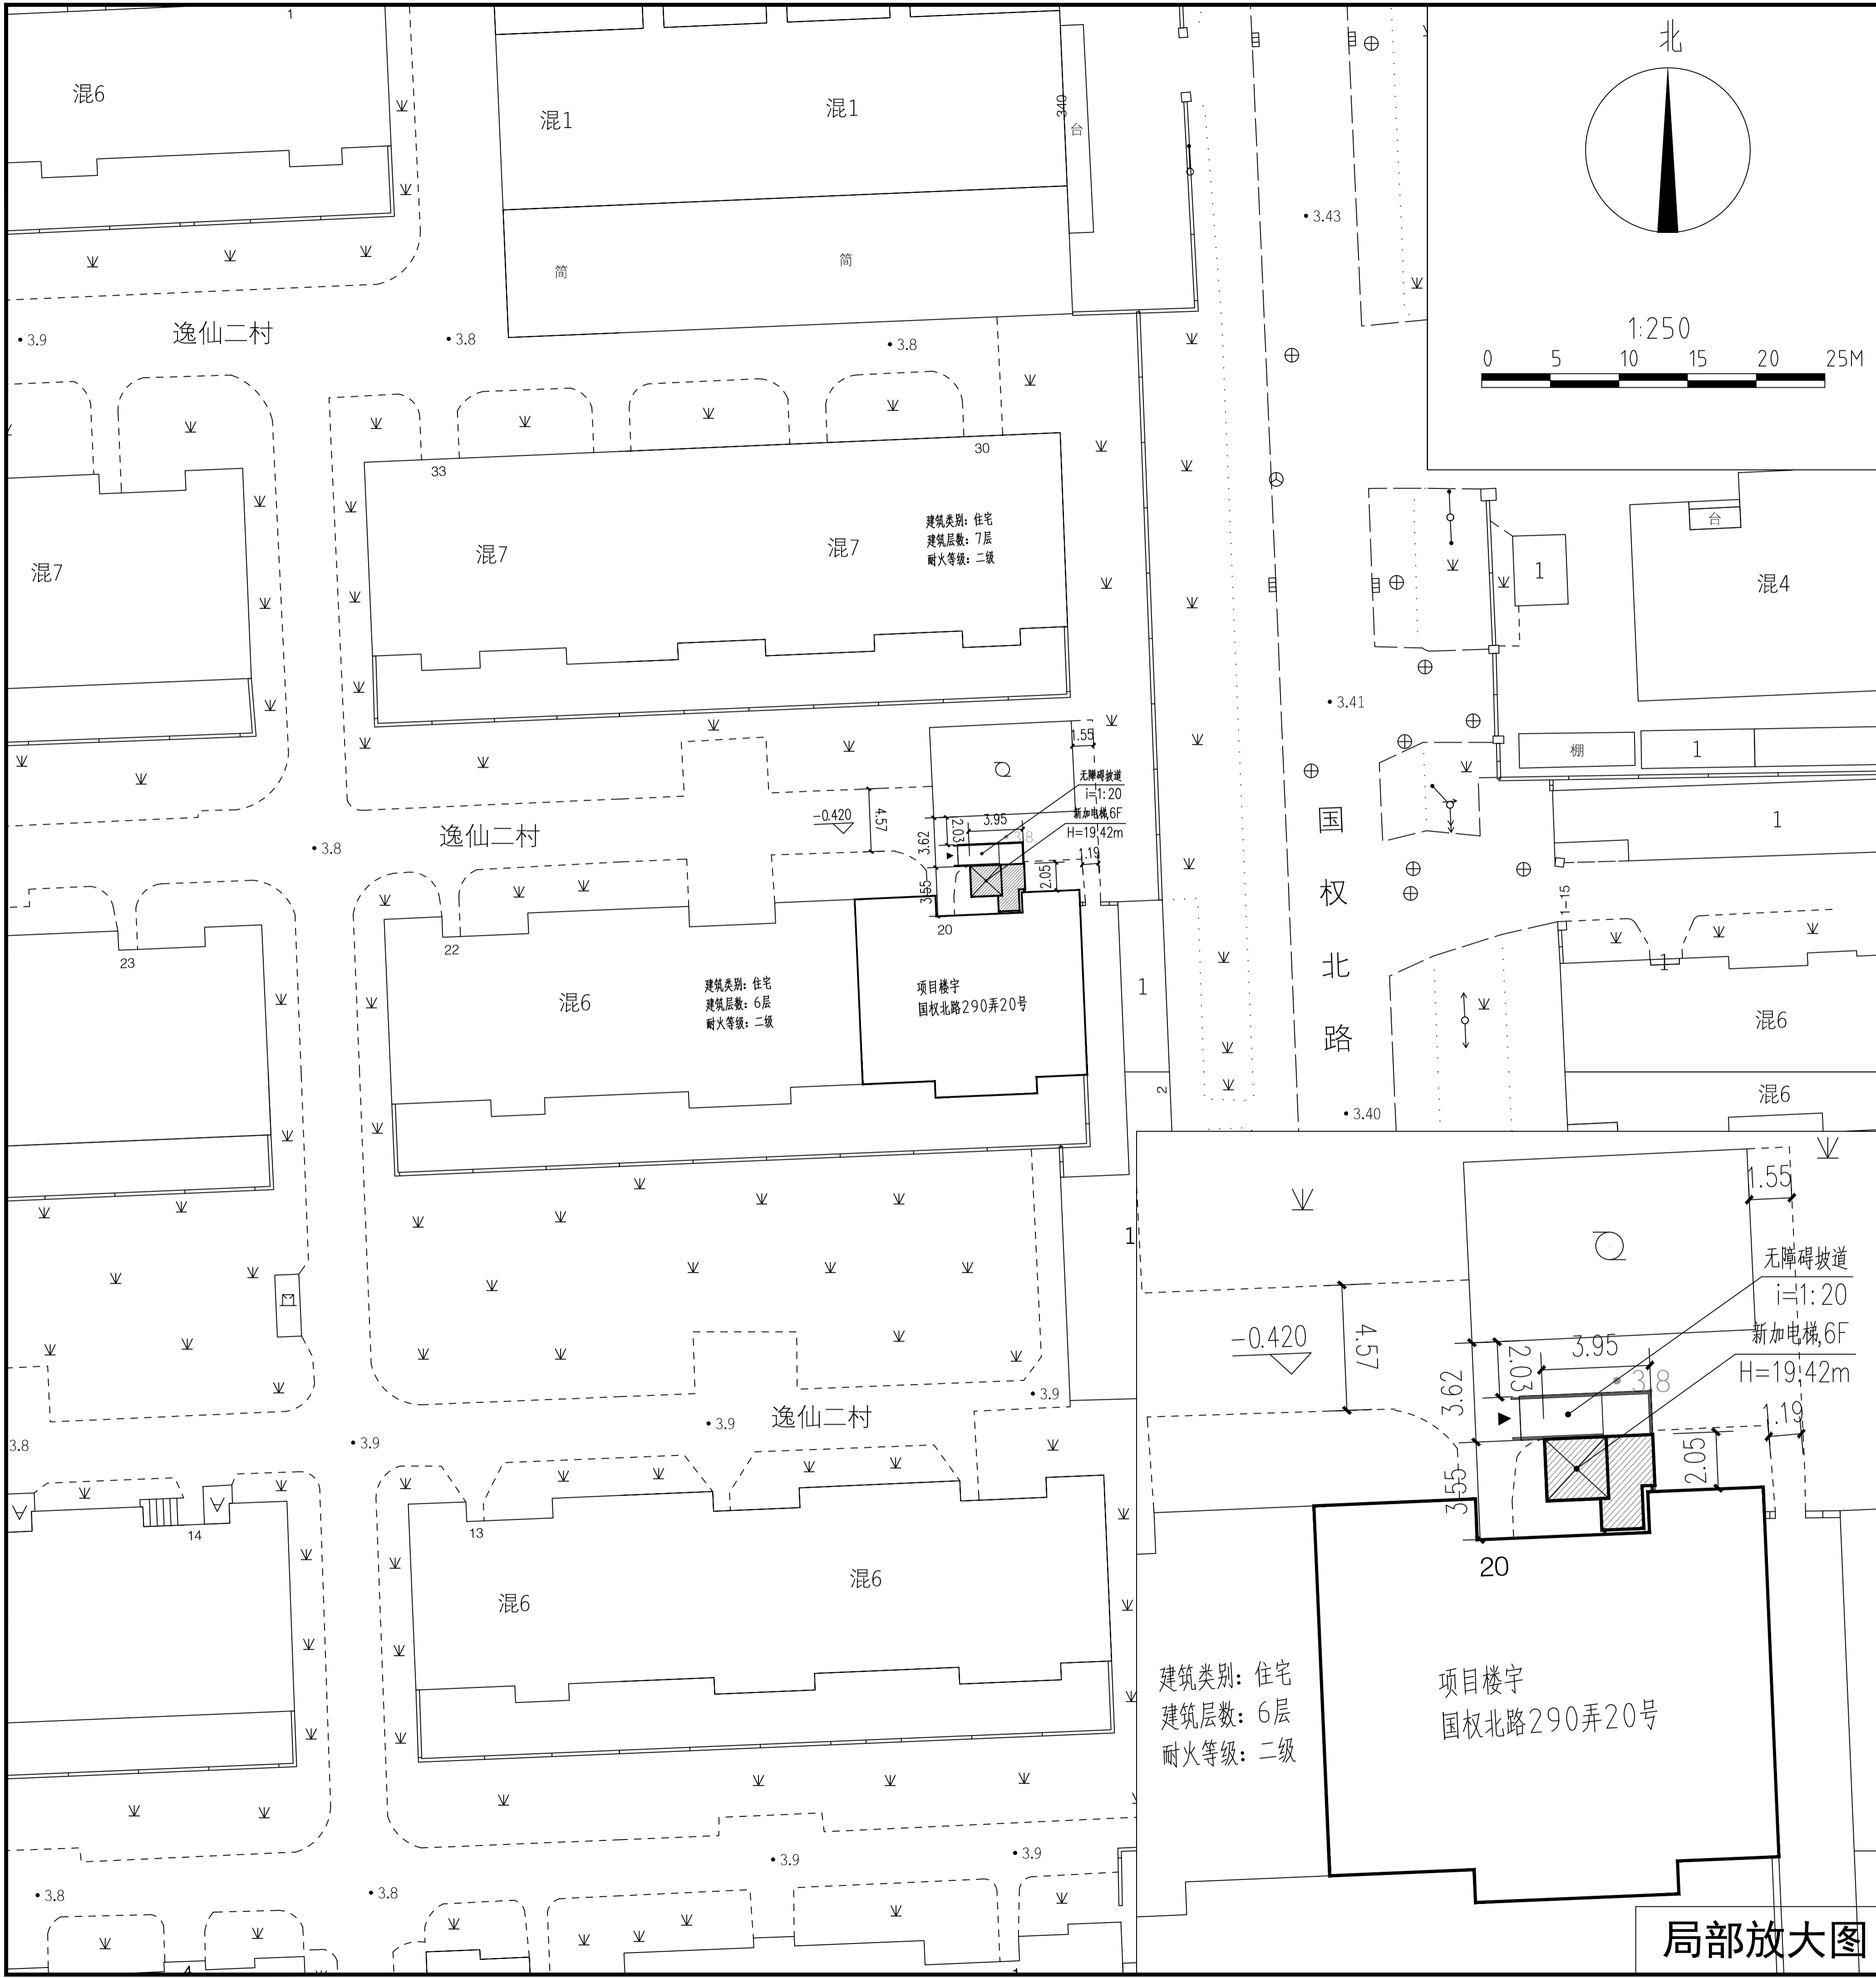 1
混6
混1
混1
340
台
简
简
3.43
北
1:250
0 5 10 15 20 25M
3.9
逸仙二村
3.8
3.8
33
30
混7
混7
混7
建筑类别: 住宅
建筑层数: 7层
耐火等级: 二级
台
1
混4
3.41
棚
1
1
1.55
无障碍坡道
i=1:20
新加电梯,6F
H=19.42m
-0.420
4.57
3.62
2.03
3.95
3.8
1.19
2.05
3.55
3.8
逸仙二村
国
权
北
路
1-15
1
23
22
20
混6
建筑类别: 住宅
建筑层数: 6层
耐火等级: 二级
项目楼宇
国权北路290弄20号
1
混6
2
混6
3.40
1
3.9
3.9
逸仙二村
3.8
3.9
14
13
混6
混6
3.9
3.9
3.8
3.8
4
1
1.55
无障碍坡道
i=1:20
新加电梯,6F
H=19.42m
-0.420
4.57
3.62
2.03
3.95
3.8
1.19
2.05
3.55
20
建筑类别: 住宅
建筑层数: 6层
耐火等级: 二级
项目楼宇
国权北路290弄20号
局部放大图